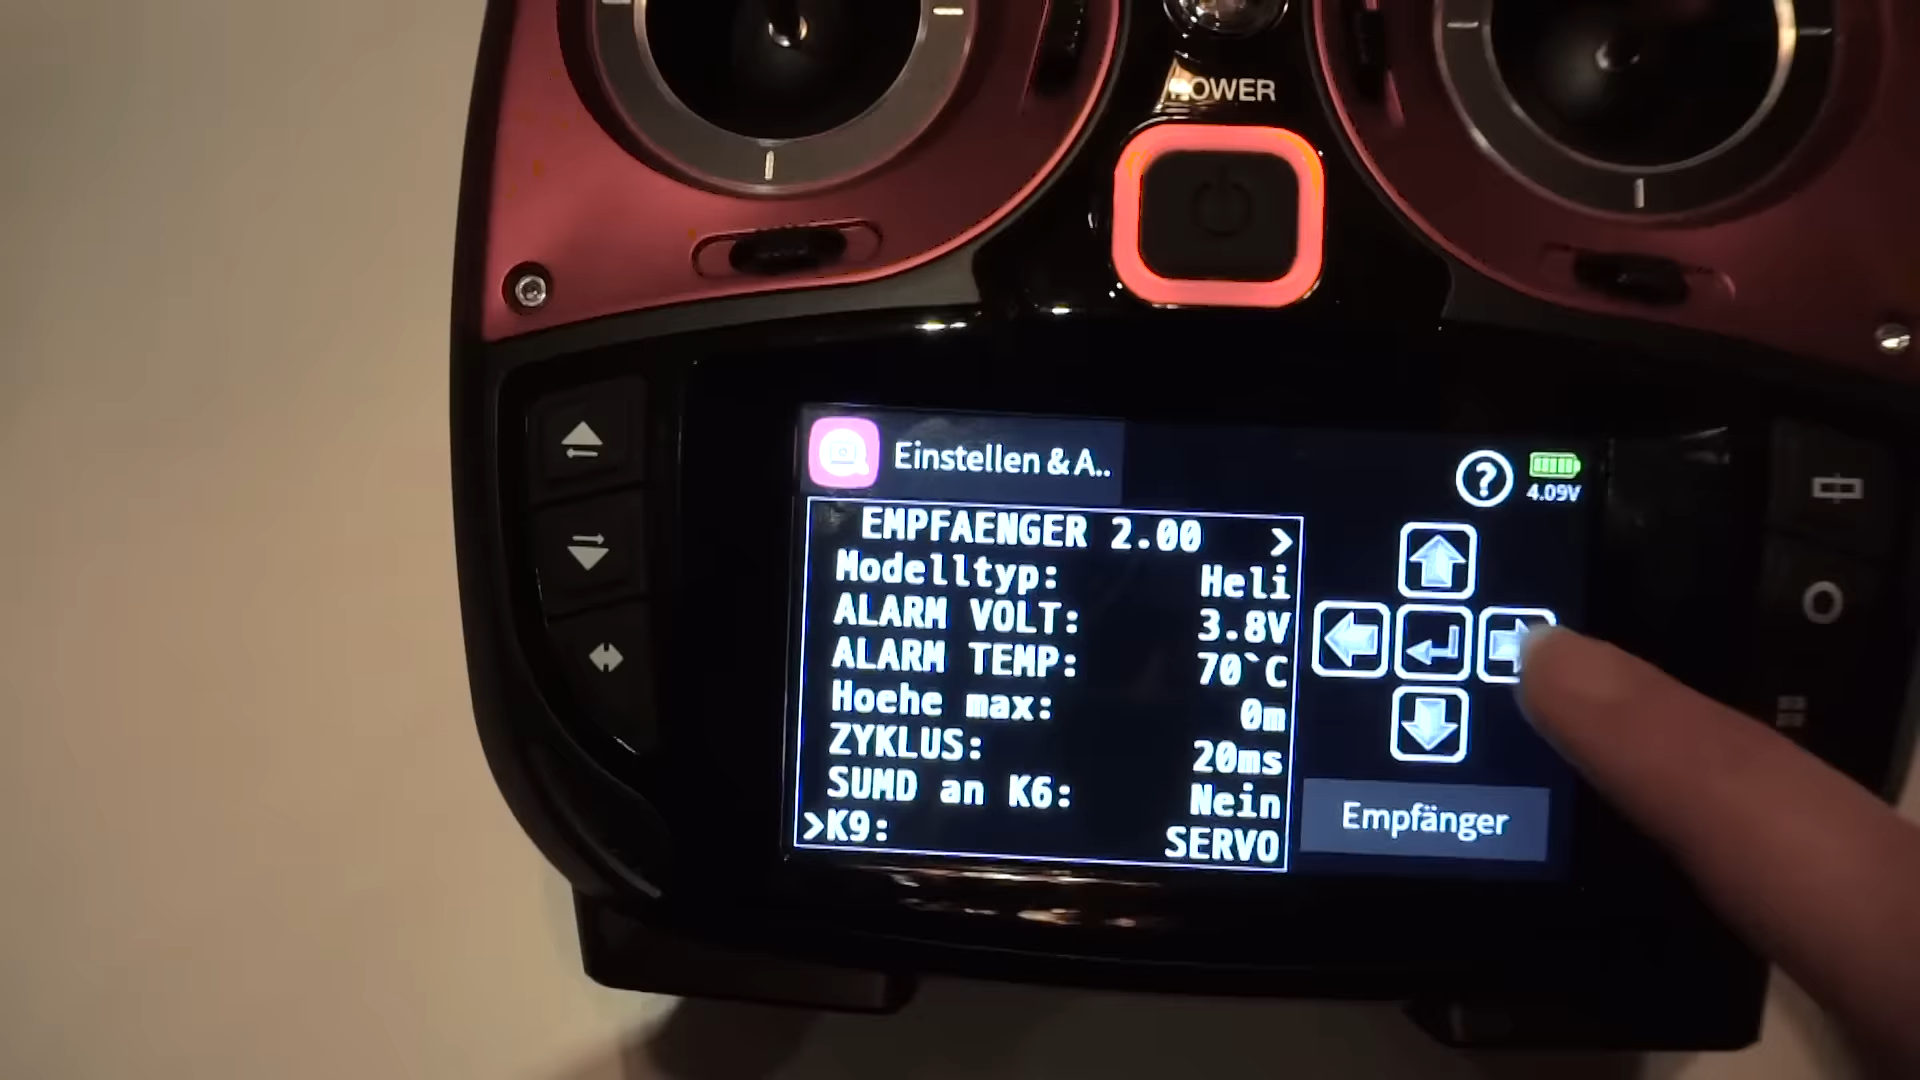 POWER
Einstellen & A..
?
4.09V
EMPFAENGER 2.00 >
Modelltyp: Heli
ALARM VOLT: 3.8V
ALARM TEMP: 70`C
Hoehe max: 0m
ZYKLUS: 20ms
SUMD an K6: Nein
>K9: SERVO
Empfänger